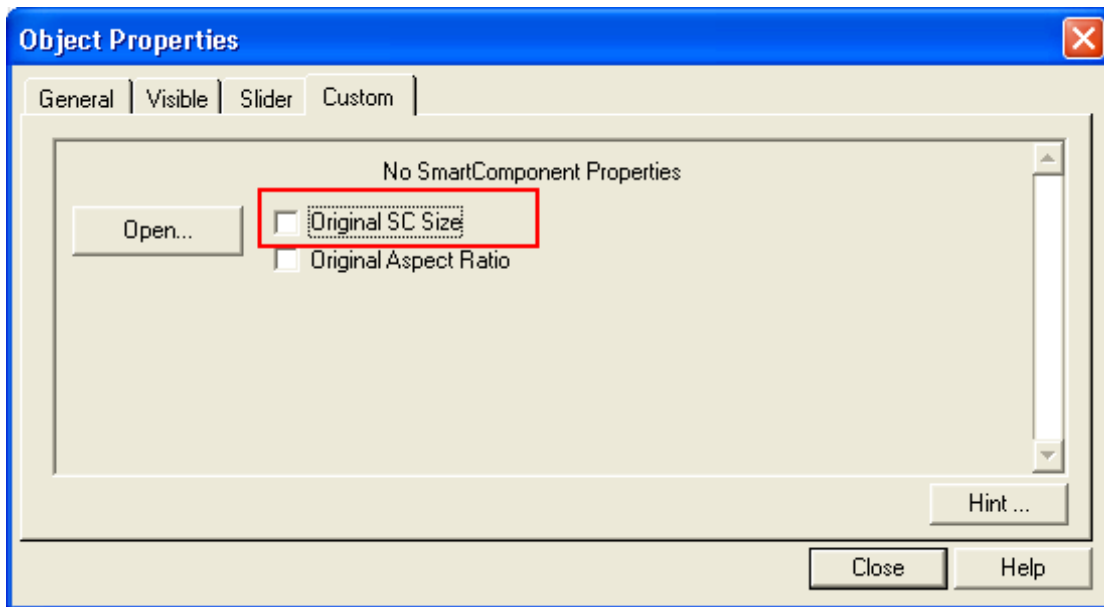 Object Properties
General Visible Slider Custom
No SmartComponent Properties
Open... Original SC Size
Original Aspect Ratio
Hint ...
Close Help